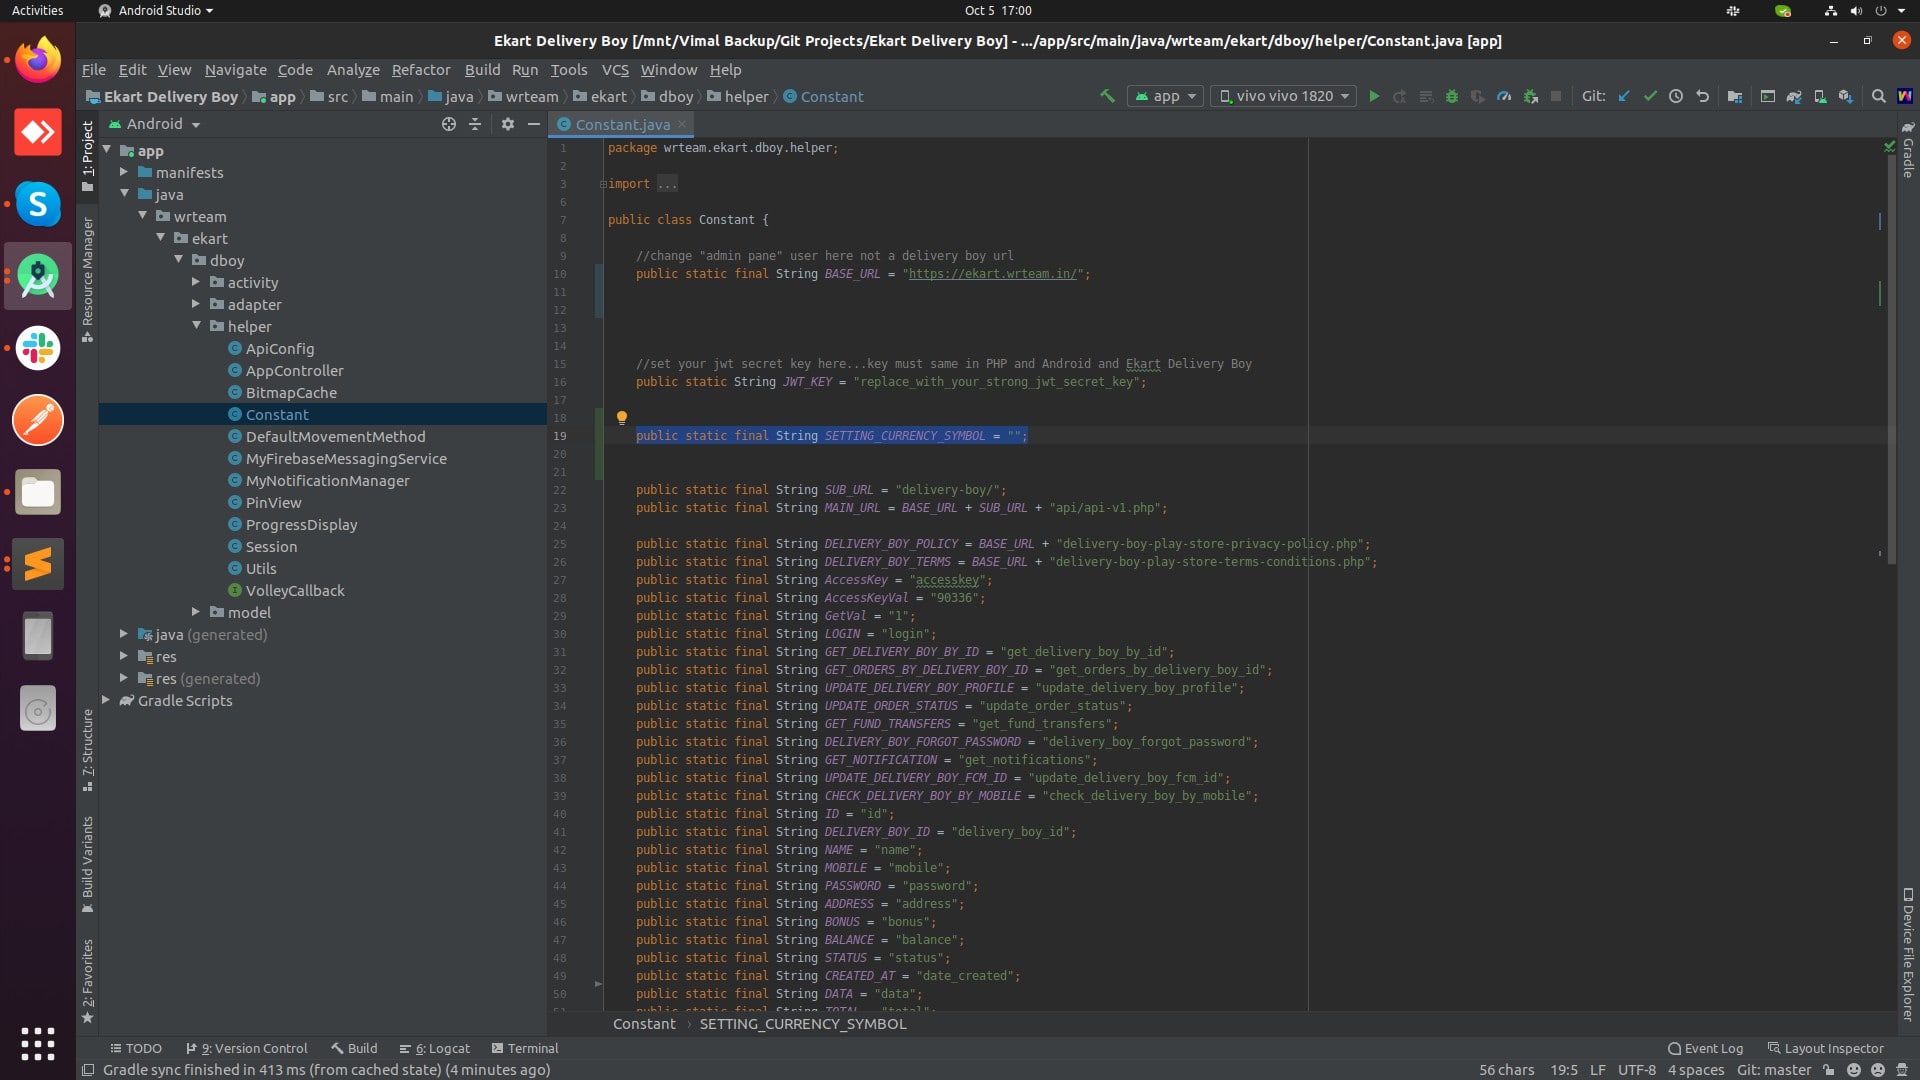 Activities
Android Studio
Oct 5 17:00
Ekart Delivery Boy [/mnt/Vimal Backup/Git Projects/Ekart Delivery Boy] - .../app/src/main/java/wrteam/ekart/dboy/helper/Constant.java [app]
File Edit View Navigate Code Analyze Refactor Build Run Tools VCS Window Help
Ekart Delivery Boy app src main java wrteam ekart dboy helper Constant
app
vivo vivo 1820
Git:
1: Project
Resource Manager
7: Structure
Build Variants
2: Favorites
Android
app
manifests
java
wrteam
ekart
dboy
activity
adapter
helper
ApiConfig
AppController
BitmapCache
Constant
DefaultMovementMethod
MyFirebaseMessagingService
MyNotificationManager
PinView
ProgressDisplay
Session
Utils
VolleyCallback
model
java (generated)
res
res (generated)
Gradle Scripts
Constant.java
1 package wrteam.ekart.dboy.helper;
2
3 import ...
6
7 public class Constant {
8
9 //change "admin pane" user here not a delivery boy url
10 public static final String BASE_URL = "https://ekart.wrteam.in/";
11
12
13
14
15 //set your jwt secret key here...key must same in PHP and Android and Ekart Delivery Boy
16 public static String JWT_KEY = "replace_with_your_strong_jwt_secret_key";
17
18
19 public static final String SETTING_CURRENCY_SYMBOL = "";
20
21
22 public static final String SUB_URL = "delivery-boy/";
23 public static final String MAIN_URL = BASE_URL + SUB_URL + "api/api-v1.php";
24
25 public static final String DELIVERY_BOY_POLICY = BASE_URL + "delivery-boy-play-store-privacy-policy.php";
26 public static final String DELIVERY_BOY_TERMS = BASE_URL + "delivery-boy-play-store-terms-conditions.php";
27 public static final String AccessKey = "accesskey";
28 public static final String AccessKeyVal = "90336";
29 public static final String GetVal = "1";
30 public static final String LOGIN = "login";
31 public static final String GET_DELIVERY_BOY_BY_ID = "get_delivery_boy_by_id";
32 public static final String GET_ORDERS_BY_DELIVERY_BOY_ID = "get_orders_by_delivery_boy_id";
33 public static final String UPDATE_DELIVERY_BOY_PROFILE = "update_delivery_boy_profile";
34 public static final String UPDATE_ORDER_STATUS = "update_order_status";
35 public static final String GET_FUND_TRANSFERS = "get_fund_transfers";
36 public static final String DELIVERY_BOY_FORGOT_PASSWORD = "delivery_boy_forgot_password";
37 public static final String GET_NOTIFICATION = "get_notifications";
38 public static final String UPDATE_DELIVERY_BOY_FCM_ID = "update_delivery_boy_fcm_id";
39 public static final String CHECK_DELIVERY_BOY_BY_MOBILE = "check_delivery_boy_by_mobile";
40 public static final String ID = "id";
41 public static final String DELIVERY_BOY_ID = "delivery_boy_id";
42 public static final String NAME = "name";
43 public static final String MOBILE = "mobile";
44 public static final String PASSWORD = "password";
45 public static final String ADDRESS = "address";
46 public static final String BONUS = "bonus";
47 public static final String BALANCE = "balance";
48 public static final String STATUS = "status";
49 public static final String CREATED_AT = "date_created";
50 public static final String DATA = "data";
51 public static final String TOTAL = "total";
Gradle
Device File Explorer
Constant › SETTING_CURRENCY_SYMBOL
TODO 9: Version Control Build 6: Logcat Terminal Event Log Layout Inspector
Gradle sync finished in 413 ms (from cached state) (4 minutes ago) 56 chars 19:5 LF UTF-8 4 spaces Git: master